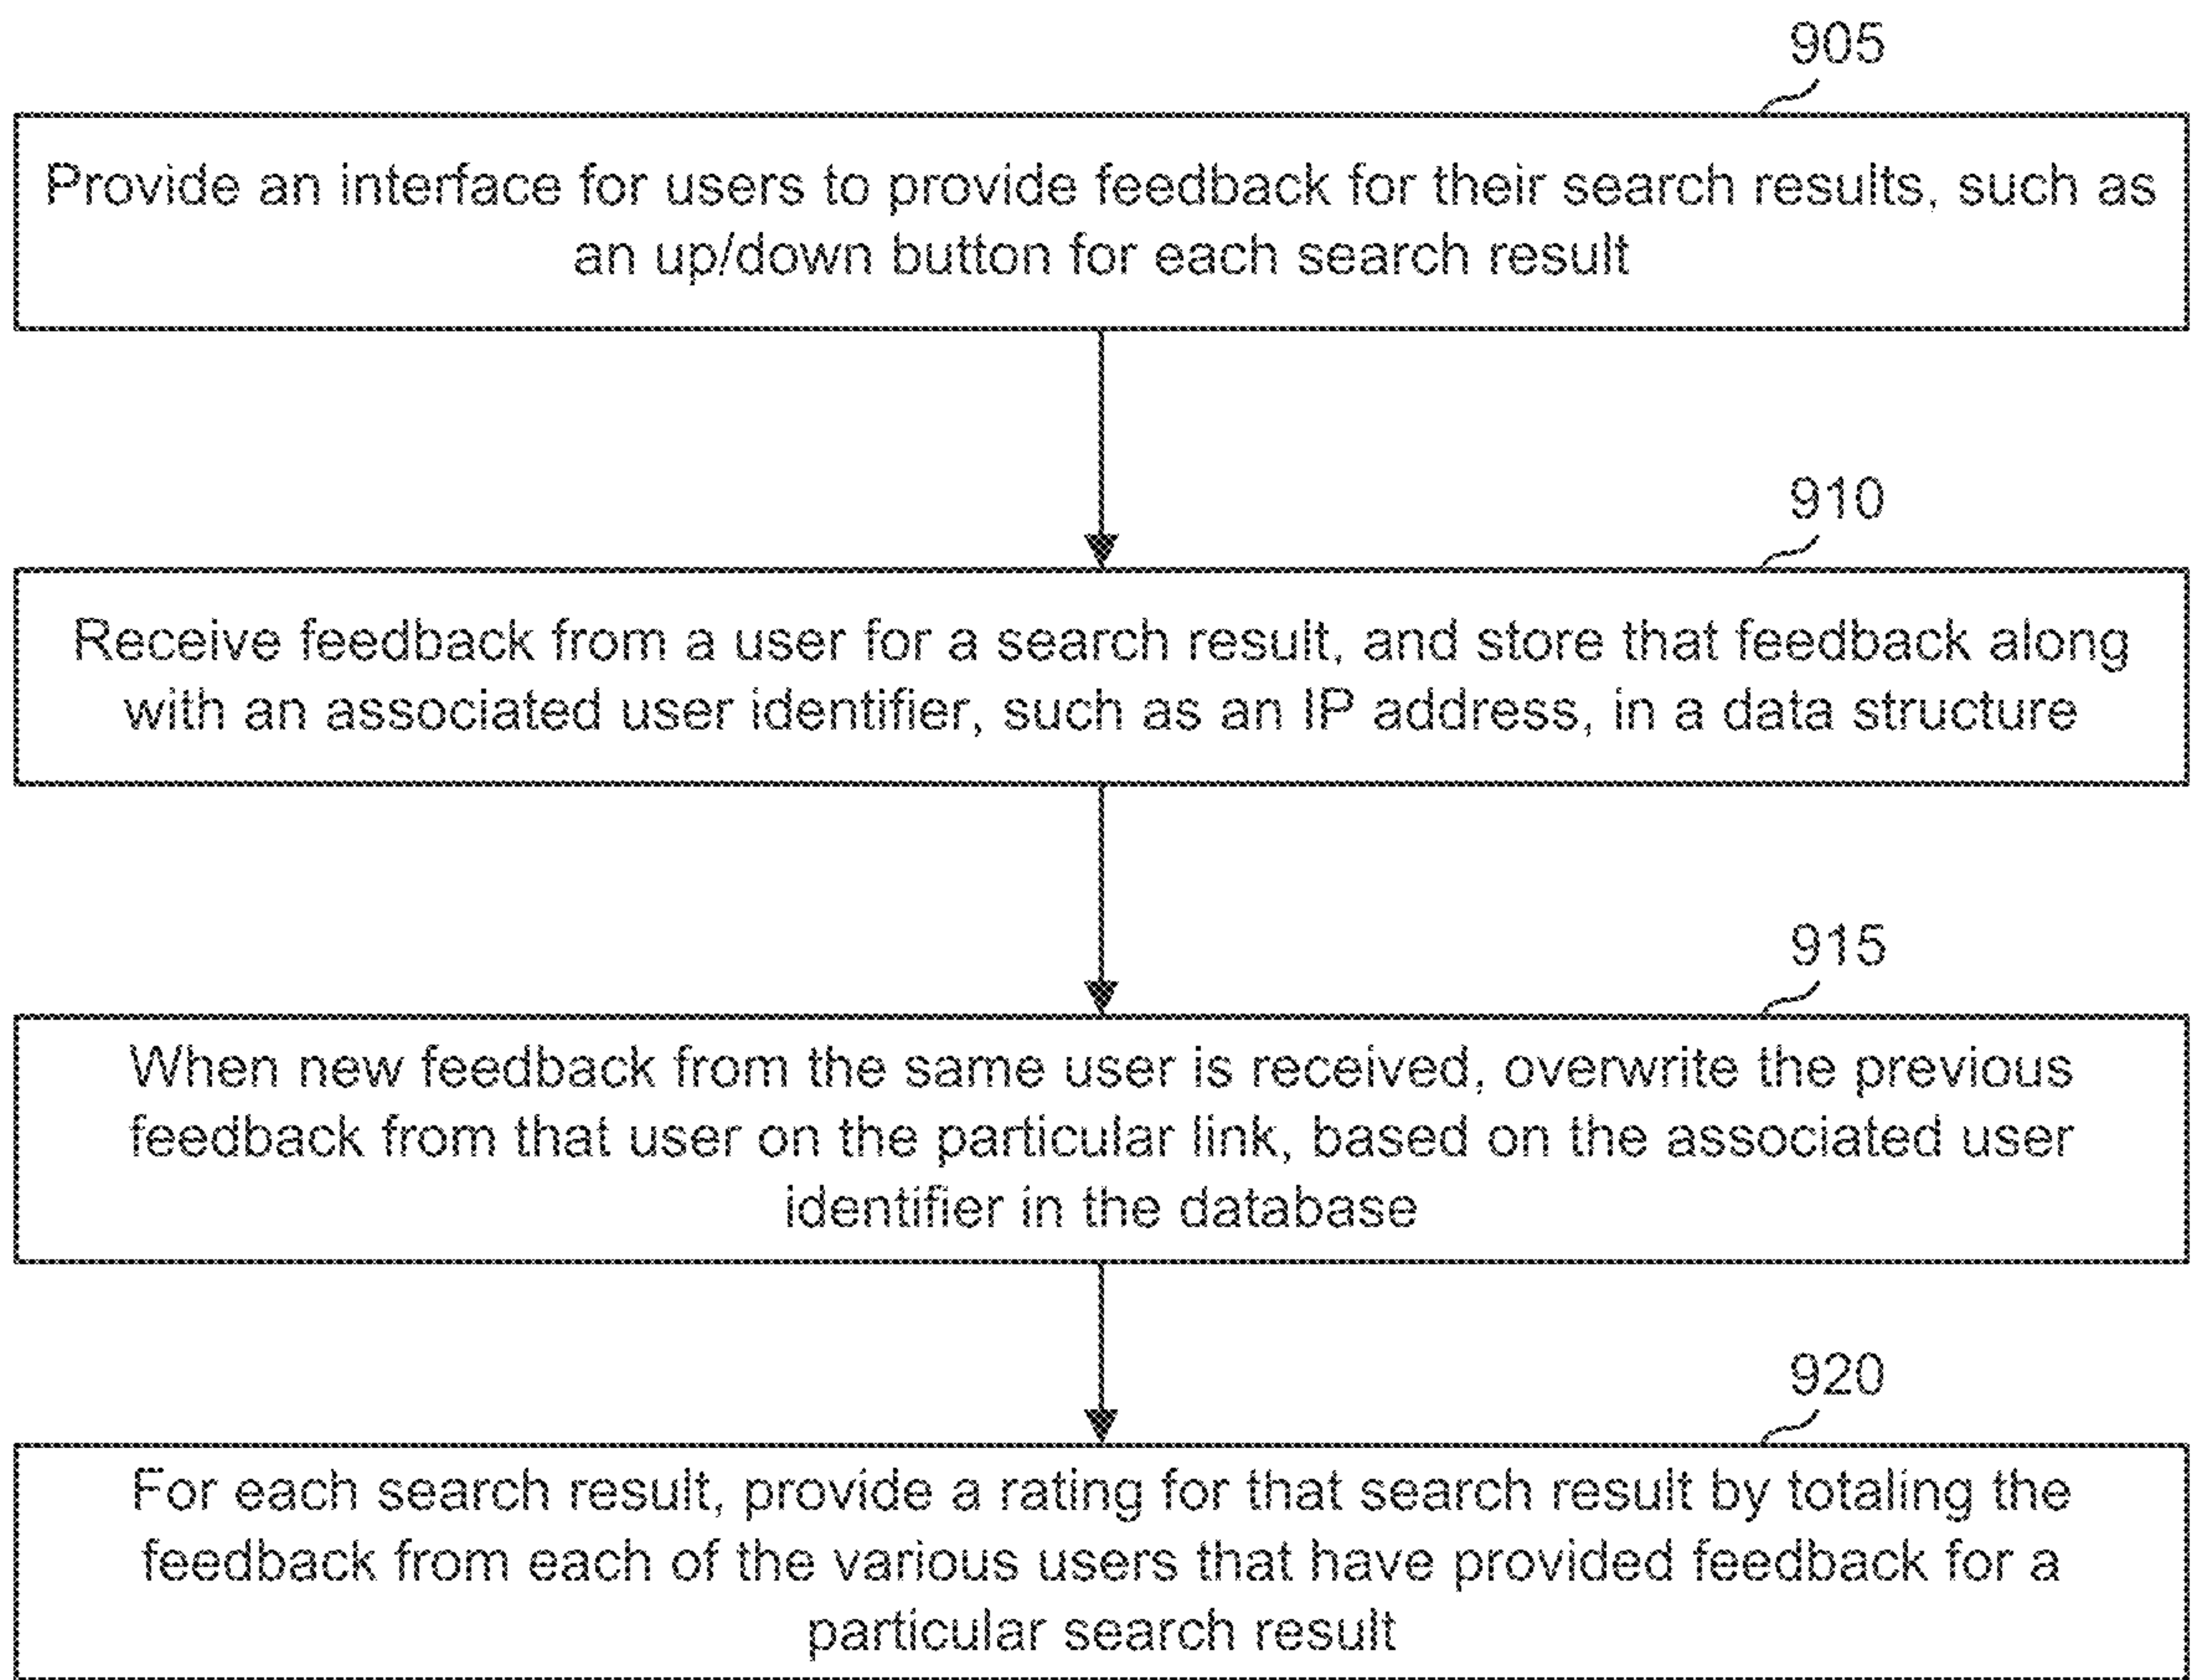 905
Provide an interface for users to provide feedback for their search results, such as
an up/down button for each search result
910
Receive feedback from a user for a search result, and store that feedback along
with an associated user identifier, such as an IP address, in a data structure
915
When new feedback from the same user is received, overwrite the previous
feedback from that user on the particular link, based on the associated user
identifier in the database
920
For each search result, provide a rating for that search result by totaling the
feedback from each of the various users that have provided feedback for a
particular search result